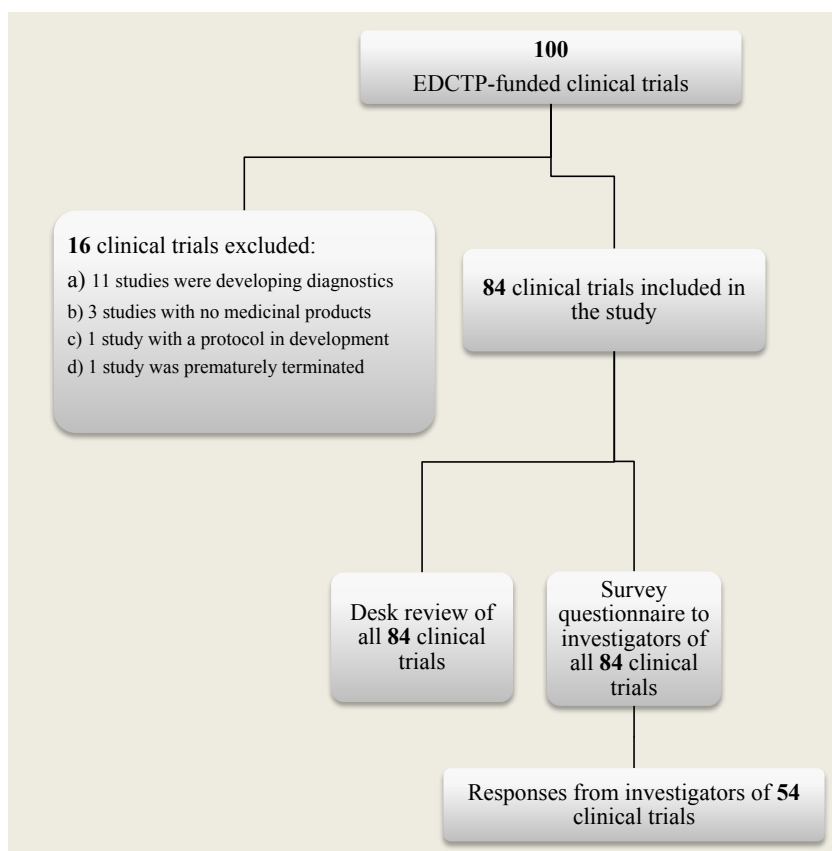 100
EDCTP-funded clinical trials
16 clinical trials excluded:
a) 11 studies were developing diagnostics
b) 3 studies with no medicinal products
c) 1 study with a protocol in development
d) 1 study was prematurely terminated
84 clinical trials included in
the study
Desk review of
all 84 clinical
trials
Survey
questionnaire to
investigators of
all 84 clinical
trials
Responses from investigators of 54
clinical trials